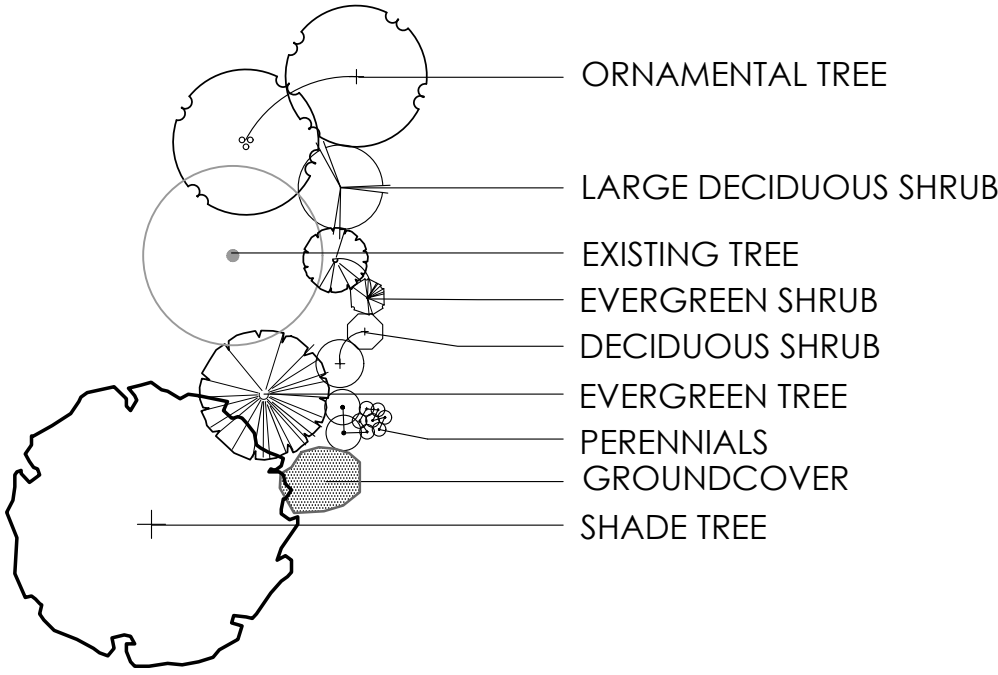 ORNAMENTAL TREE
LARGE DECIDUOUS SHRUB
EXISTING TREE
EVERGREEN SHRUB
DECIDUOUS SHRUB
EVERGREEN TREE
PERENNIALS
GROUNDCOVER
SHADE TREE